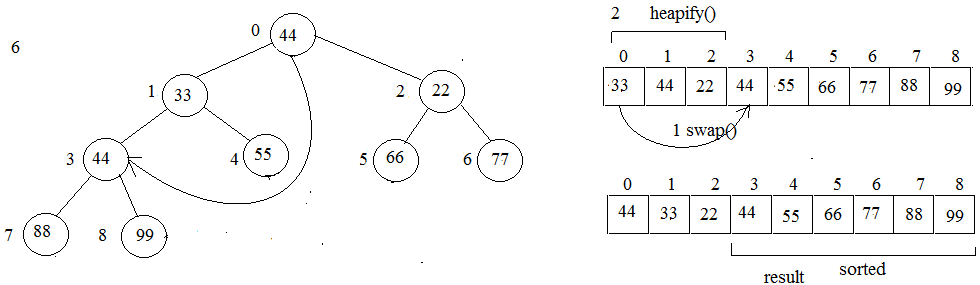 6
0 44
1 33
2 22
3 44
4 55
5 66
6 77
7 88
8 99
2 heapify()
0 1 2 3 4 5 6 7 8
33 44 22 44 55 66 77 88 99
1 swap()
0 1 2 3 4 5 6 7 8
44 33 22 44 55 66 77 88 99
result sorted